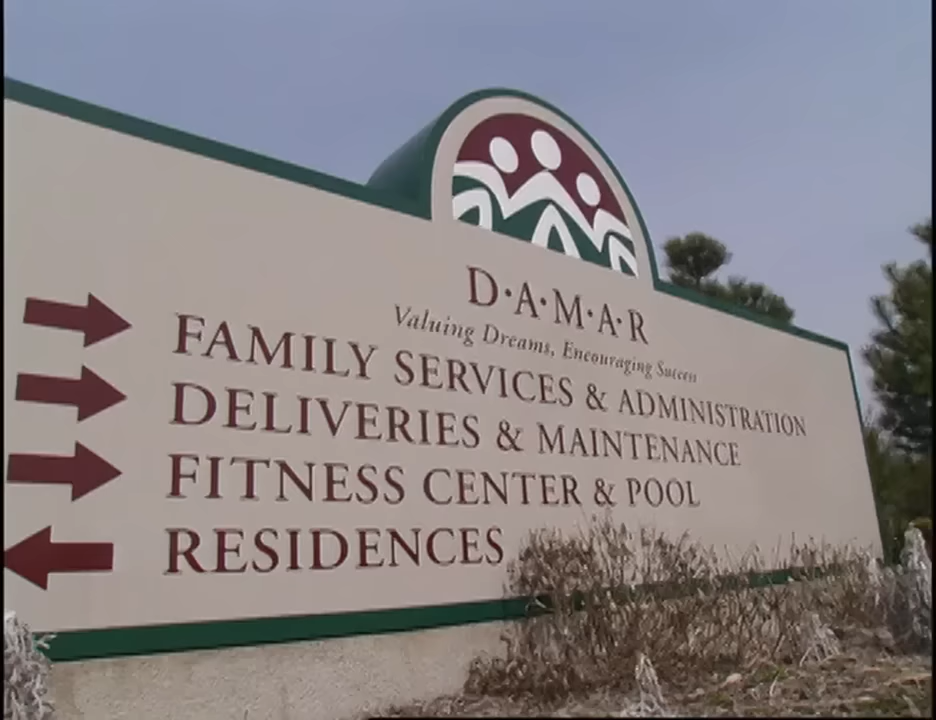 D·A·M·A·R
Valuing Dreams, Encouraging Success
FAMILY SERVICES & ADMINISTRATION
DELIVERIES & MAINTENANCE
FITNESS CENTER & POOL
RESIDENCES